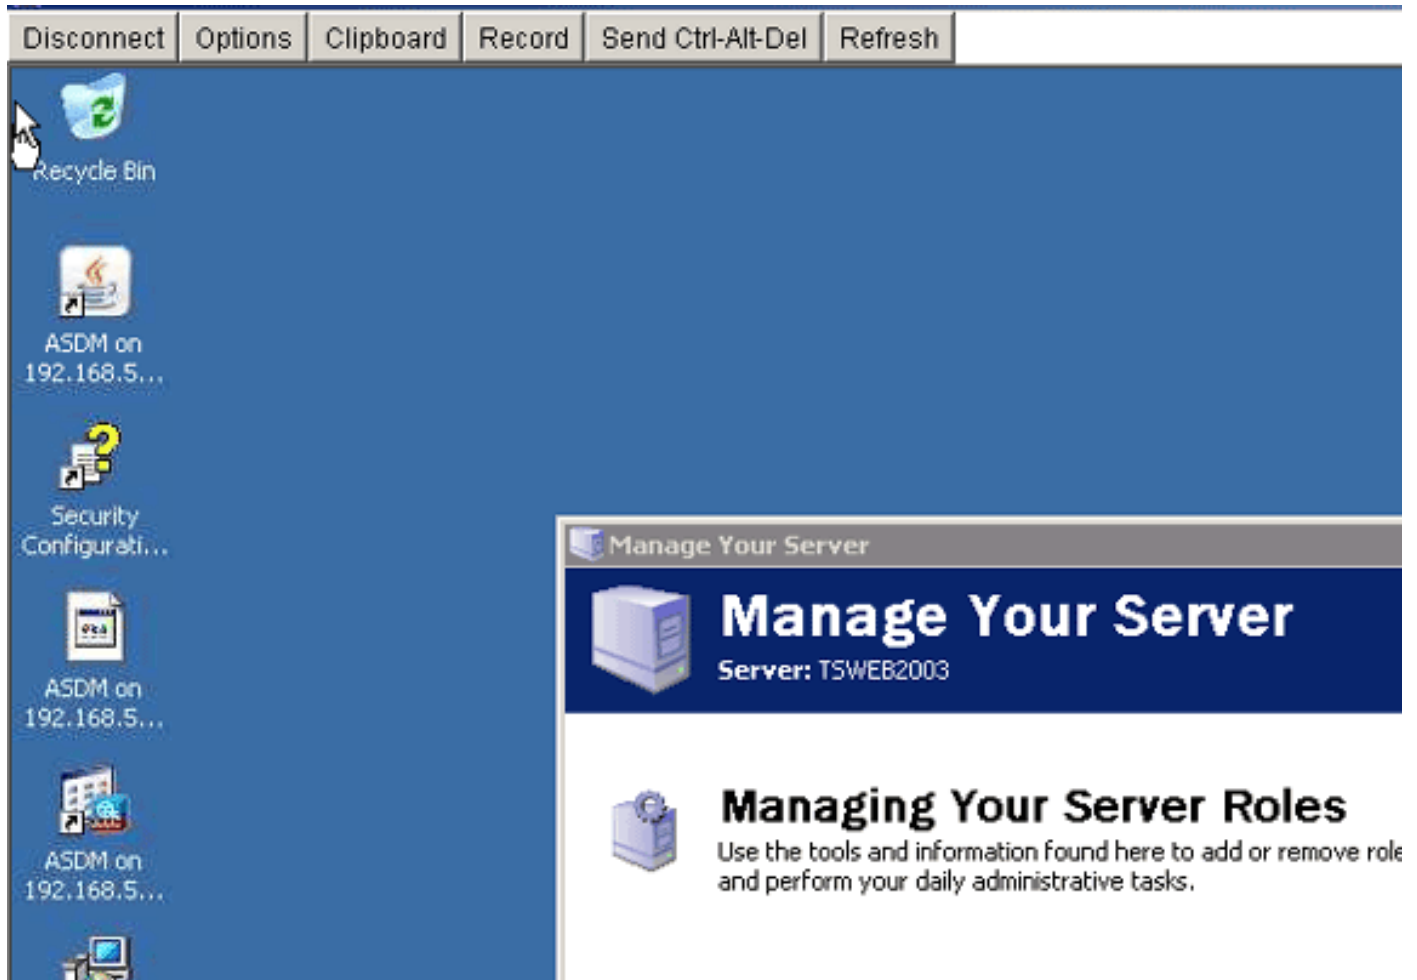 Disconnect Options Clipboard Record Send Ctrl-Alt-Del Refresh
Recycle Bin
ASDM on
192.168.5...
Security
Configurati...
ASDM on
192.168.5...
ASDM on
192.168.5...
Manage Your Server
Manage Your Server
Server: TSWEB2003
Managing Your Server Roles
Use the tools and information found here to add or remove role
and perform your daily administrative tasks.